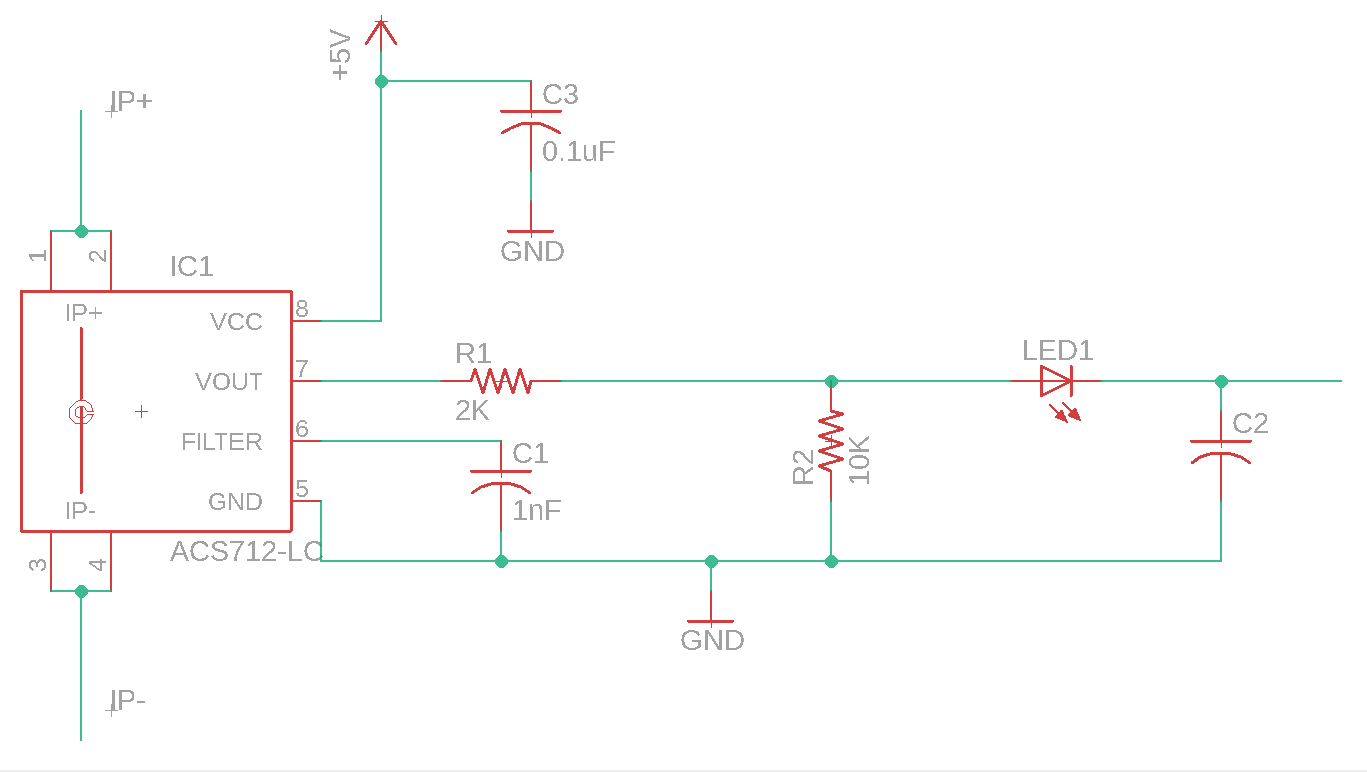 +5V
IP+
C3
0.1uF
GND
1
2
IC1
IP+
VCC
8
VOUT
7
R1
2K
LED1
FILTER
6
C1
1nF
R2
10K
C2
IP-
GND
5
ACS712-LC
3
4
GND
IP-